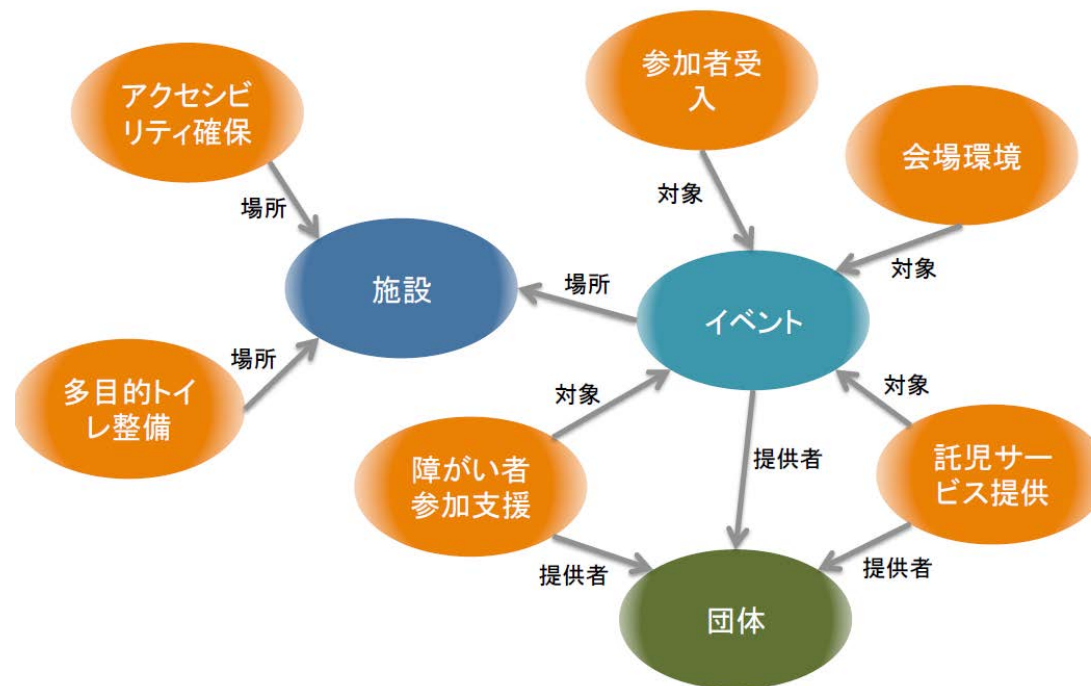 参加者受
入
アクセシビ
リティ確保
会場環境
場所
対象
対象
施設
場所
イベント
場所
多目的トイ
レ整備
対象
対象
障がい者
参加支援
提供者
託児サー
ビス提供
提供者
提供者
団体